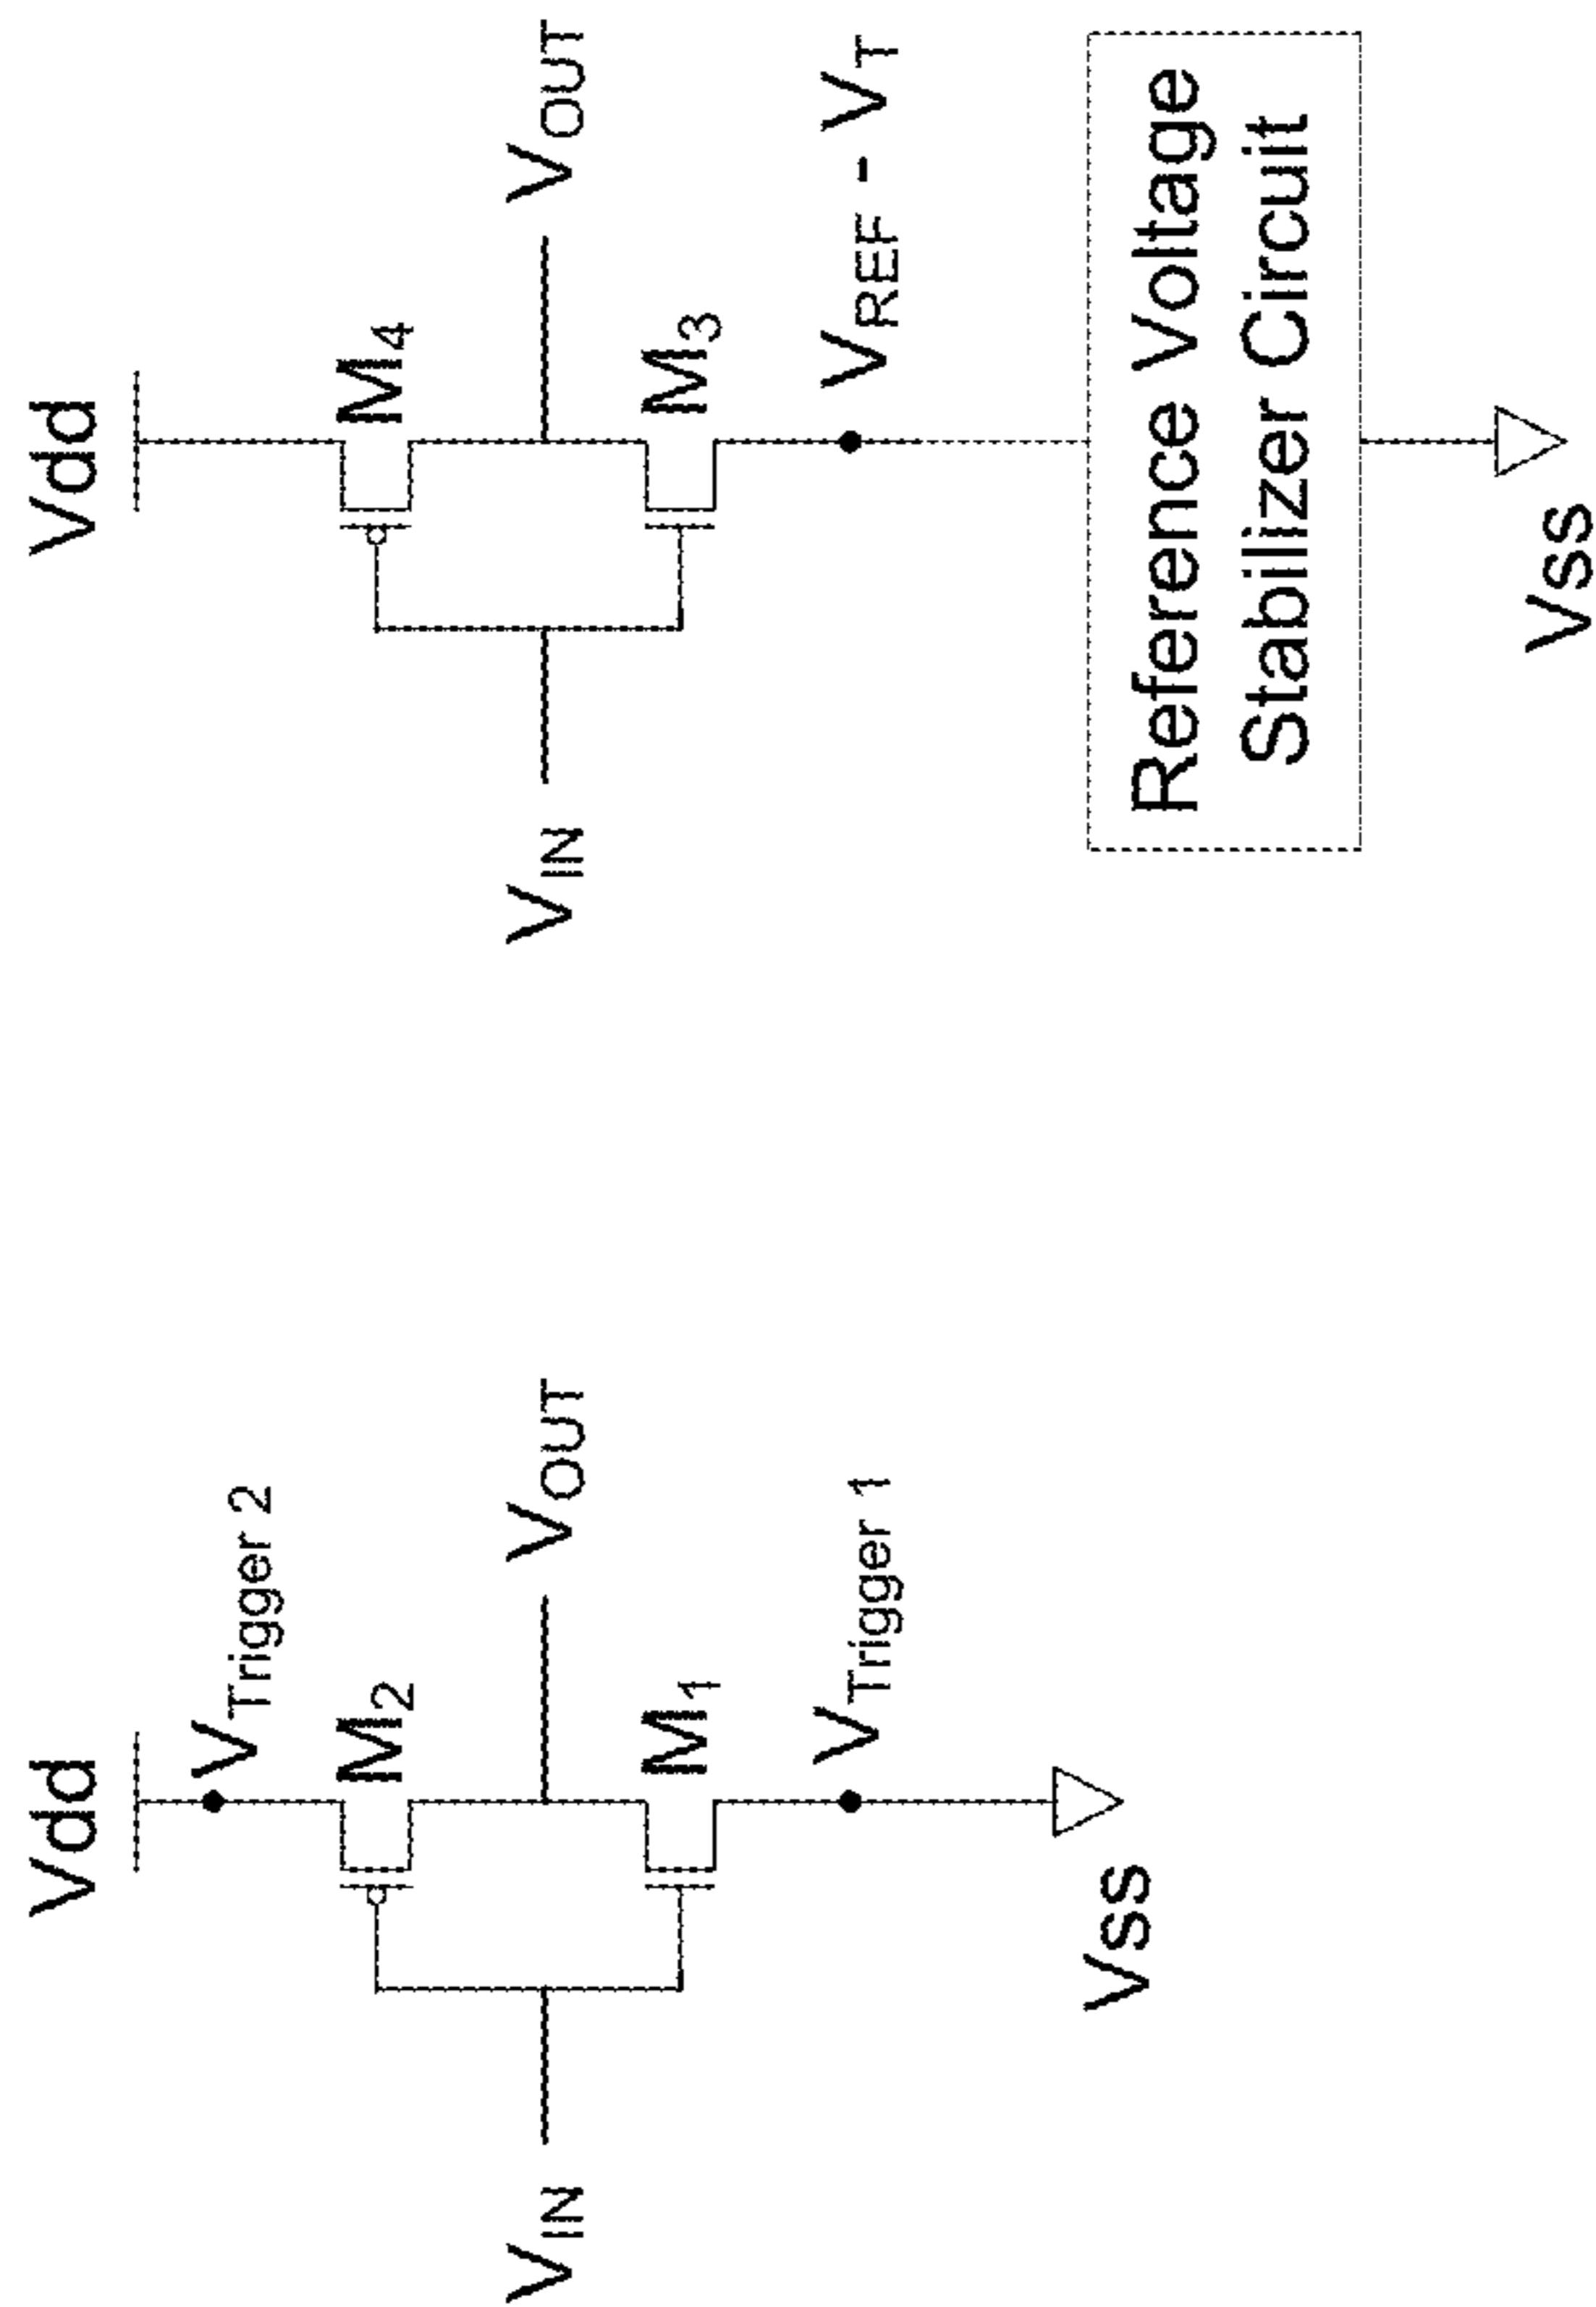 Vdd
VTrigger 2
M2
VIN
VOUT
M1
VTrigger 1
Vss
Vdd
M4
VIN
VOUT
M3
VREF - VT
Reference Voltage
Stabilizer Circuit
Vss